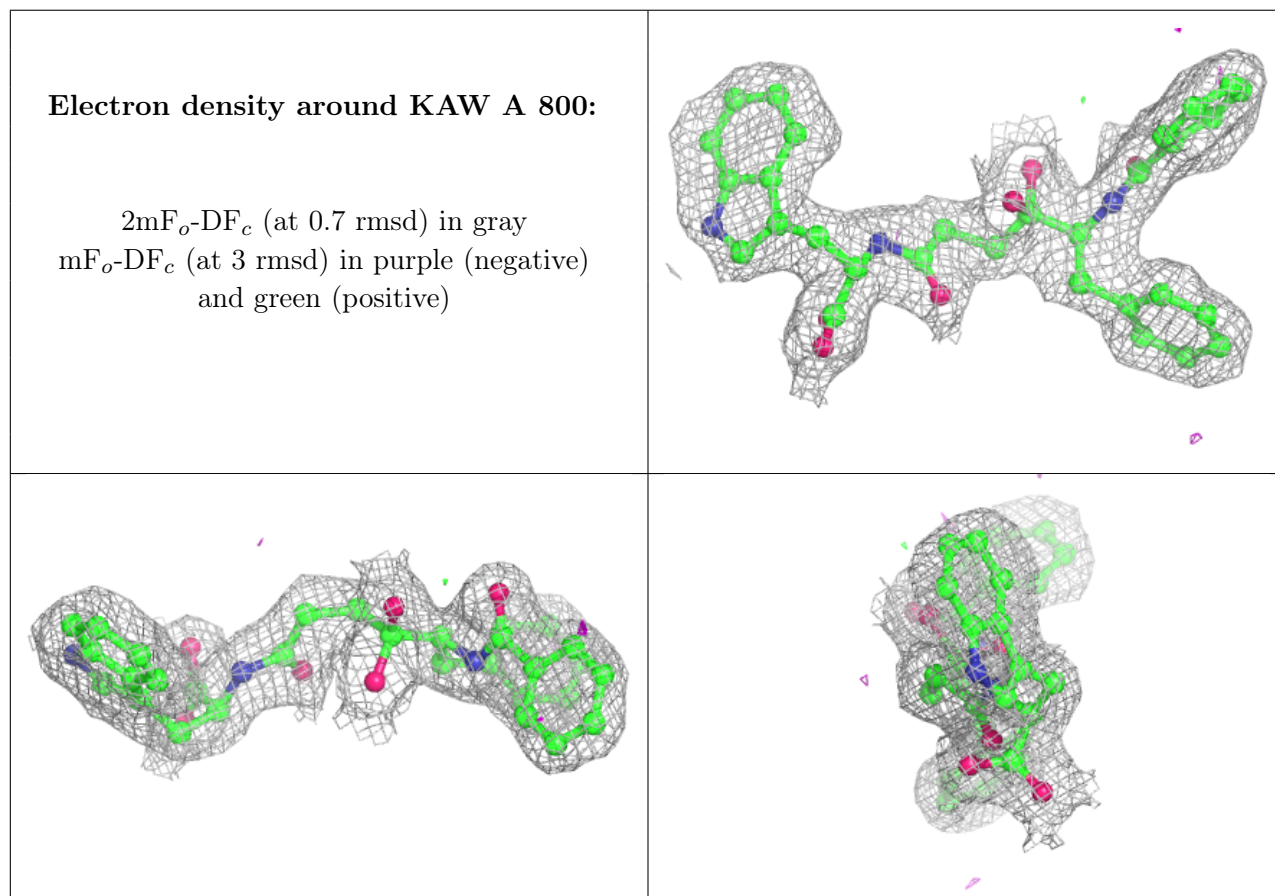 Electron density around KAW A 800:
2mFo-DFc (at 0.7 rmsd) in gray
mFo-DFc (at 3 rmsd) in purple (negative)
and green (positive)